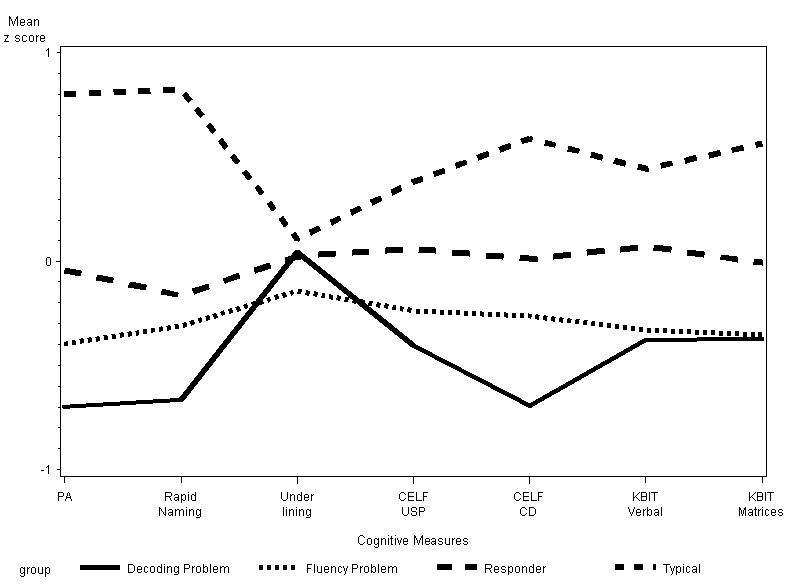 Mean
z score
1
0
-1
PA Rapid Under CELF CELF KBIT KBIT
Naming lining USP CD Verbal Matrices
Cognitive Measures
group Decoding Problem Fluency Problem Responder Typical